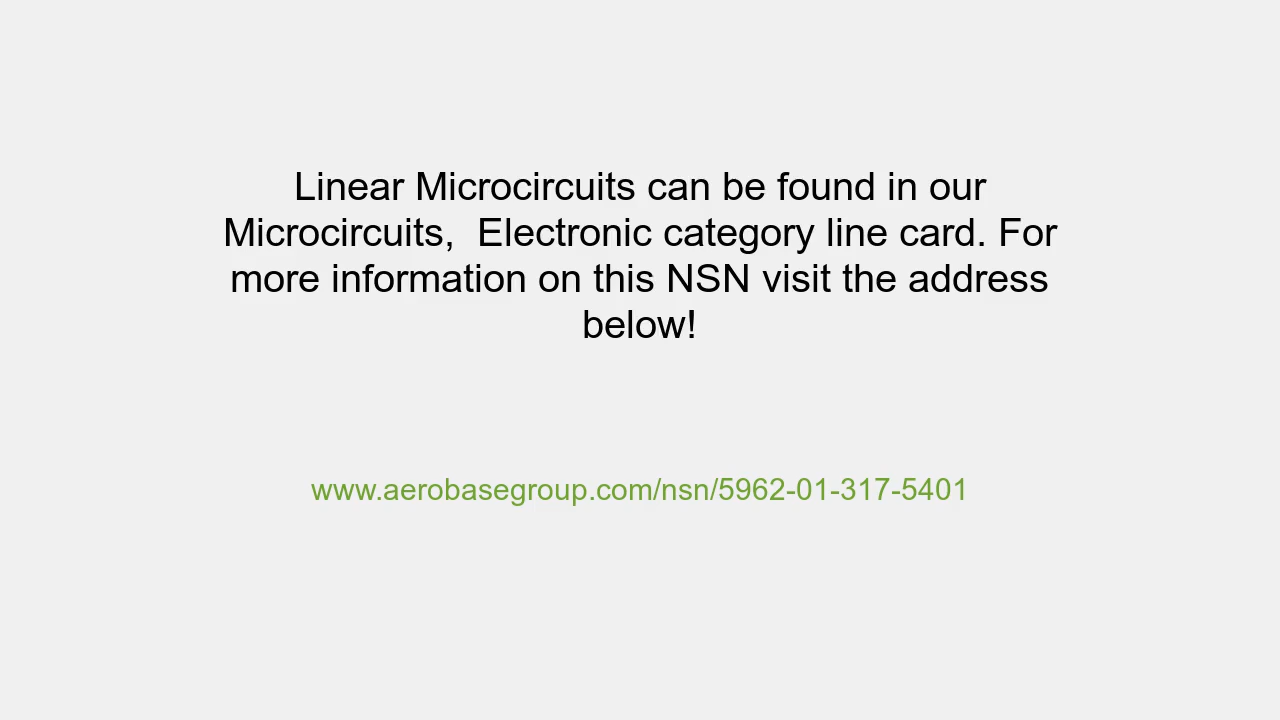 Linear Microcircuits can be found in our
Microcircuits,  Electronic category line card. For
more information on this NSN visit the address
below!
www.aerobasegroup.com/nsn/5962-01-317-5401